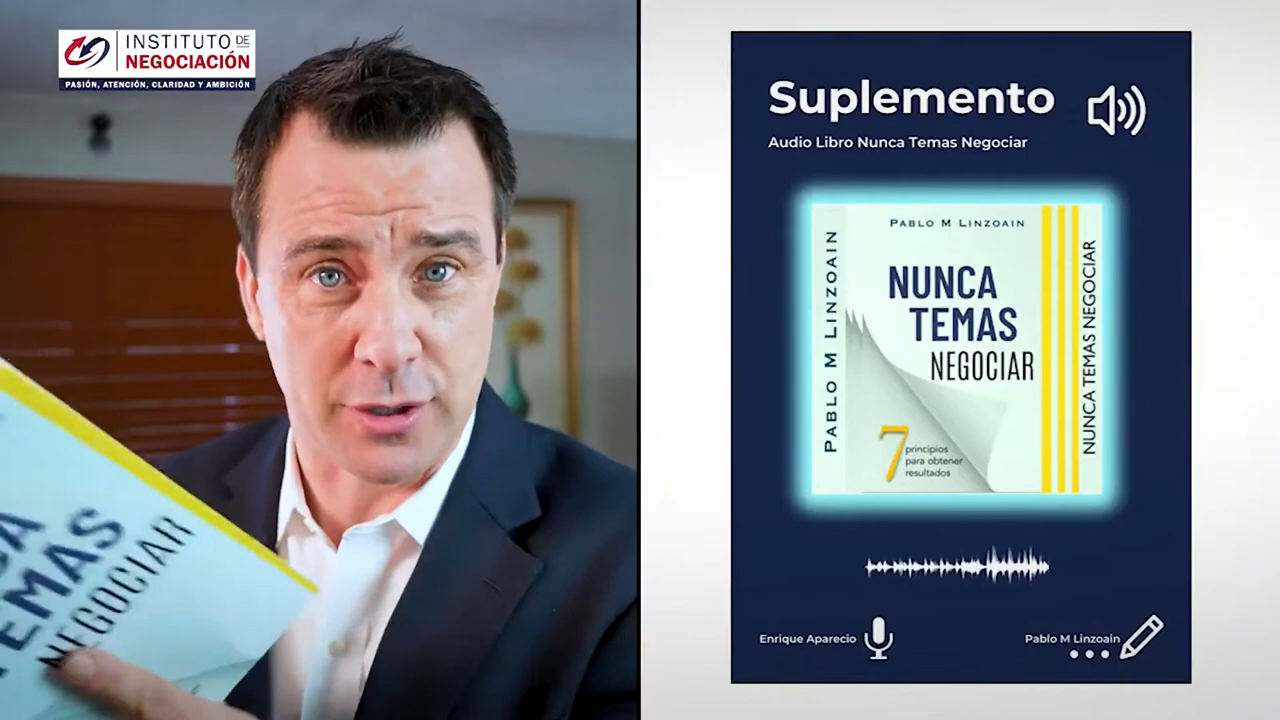 INSTITUTO DE
NEGOCIACIÓN
PASIÓN, ATENCIÓN, CLARIDAD Y AMBICIÓN
TEMAS
NEGOCIAR
Suplemento
Audio Libro Nunca Temas Negociar
PABLO M LINZOAIN
PABLO M LINZOAIN
NUNCA
TEMAS
NEGOCIAR
7 principios
para obtener
resultados
NUNCA TEMAS NEGOCIAR
Enrique Aparecio
Pablo M Linzoain